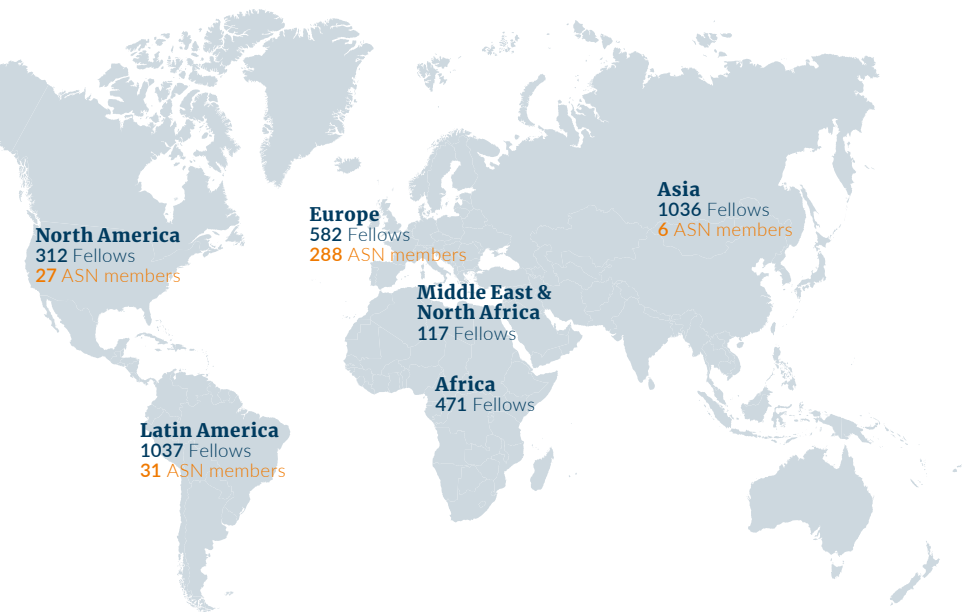 North America
312 Fellows
27 ASN members
Europe
582 Fellows
288 ASN members
Asia
1036 Fellows
6 ASN members
Middle East &
North Africa
117 Fellows
Africa
471 Fellows
Latin America
1037 Fellows
31 ASN members